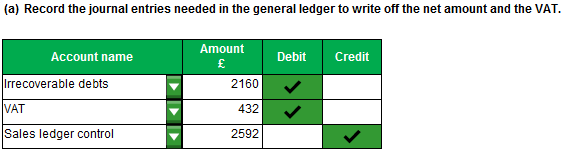 (a) Record the journal entries needed in the general ledger to write off the net amount and the VAT.
Account name Amount £ Debit Credit
Irrecoverable debts 2160
VAT 432
Sales ledger control 2592